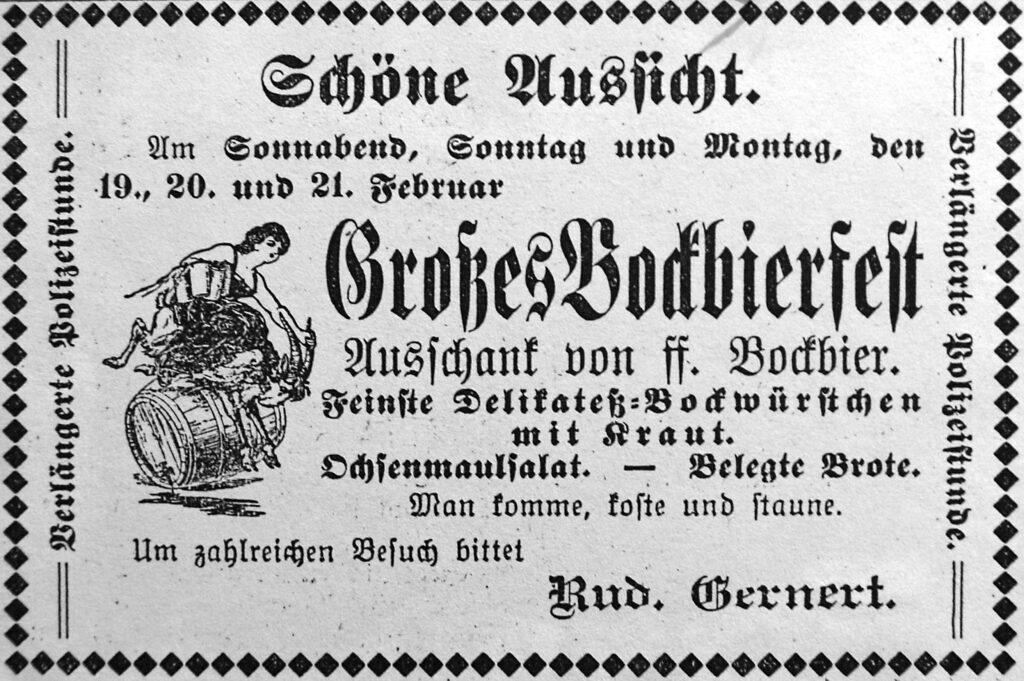 Schöne Aussicht.
Am Sonnabend, Sonntag und Montag, den
19., 20. und 21. Februar
Großes Bockbierfest
Ausschank von ff. Bockbier.
Feinste Delikateß-Bockwürstchen
mit Kraut.
Ochsenmaulsalat. — Belegte Brote.
Man komme, koste und staune.
Um zahlreichen Besuch bittet
Rud. Gernert.
Verlängerte Polizeistunde.
Verlängerte Polizeistunde.